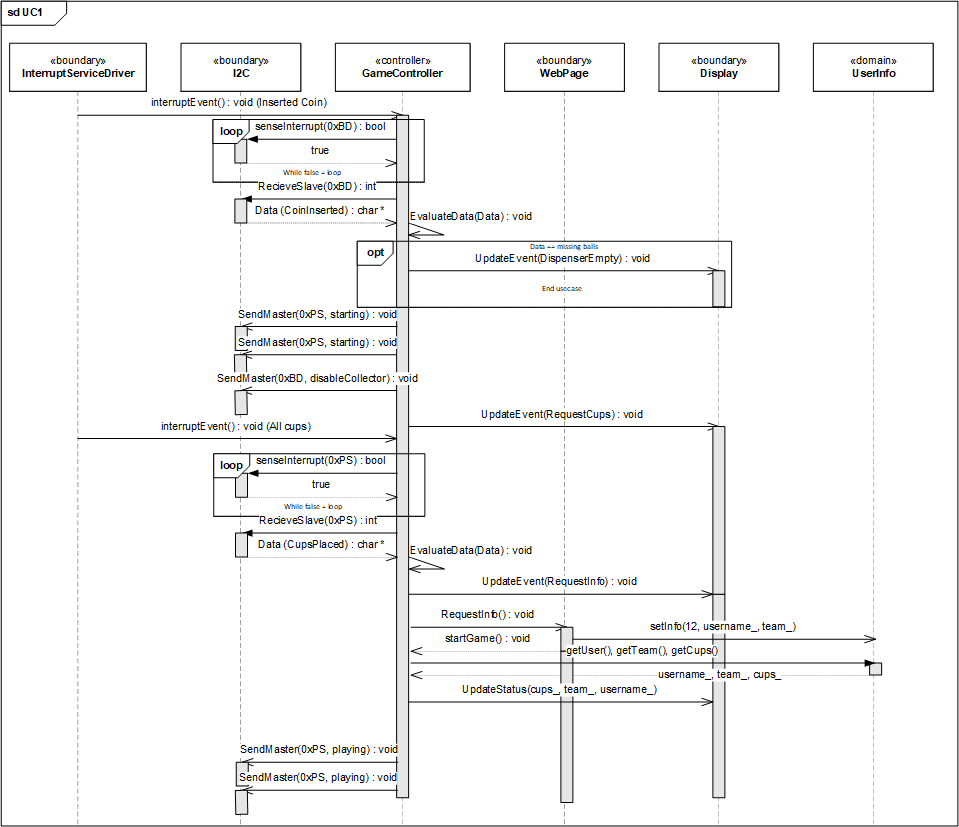 sd UC1
«boundary»
InterruptServiceDriver
«boundary»
I2C
«controller»
GameController
«boundary»
WebPage
«boundary»
Display
«domain»
UserInfo
interruptEvent() : void (Inserted Coin)
loop
senseInterrupt(0xBD) : bool
true
While false = loop
RecieveSlave(0xBD) : int
Data (CoinInserted) : char *
EvaluateData(Data) : void
opt
Data == missing balls
UpdateEvent(DispenserEmpty) : void
End usecase
SendMaster(0xPS, starting) : void
SendMaster(0xPS, starting) : void
SendMaster(0xBD, disableCollector) : void
UpdateEvent(RequestCups) : void
interruptEvent() : void (All cups)
loop
senseInterrupt(0xPS) : bool
true
While false = loop
RecieveSlave(0xPS) : int
Data (CupsPlaced) : char *
EvaluateData(Data) : void
UpdateEvent(RequestInfo) : void
RequestInfo() : void
setInfo(12, username_, team_)
startGame() : void
getUser(), getTeam(), getCups()
username_, team_, cups_
UpdateStatus(cups_, team_, username_)
SendMaster(0xPS, playing) : void
SendMaster(0xPS, playing) : void